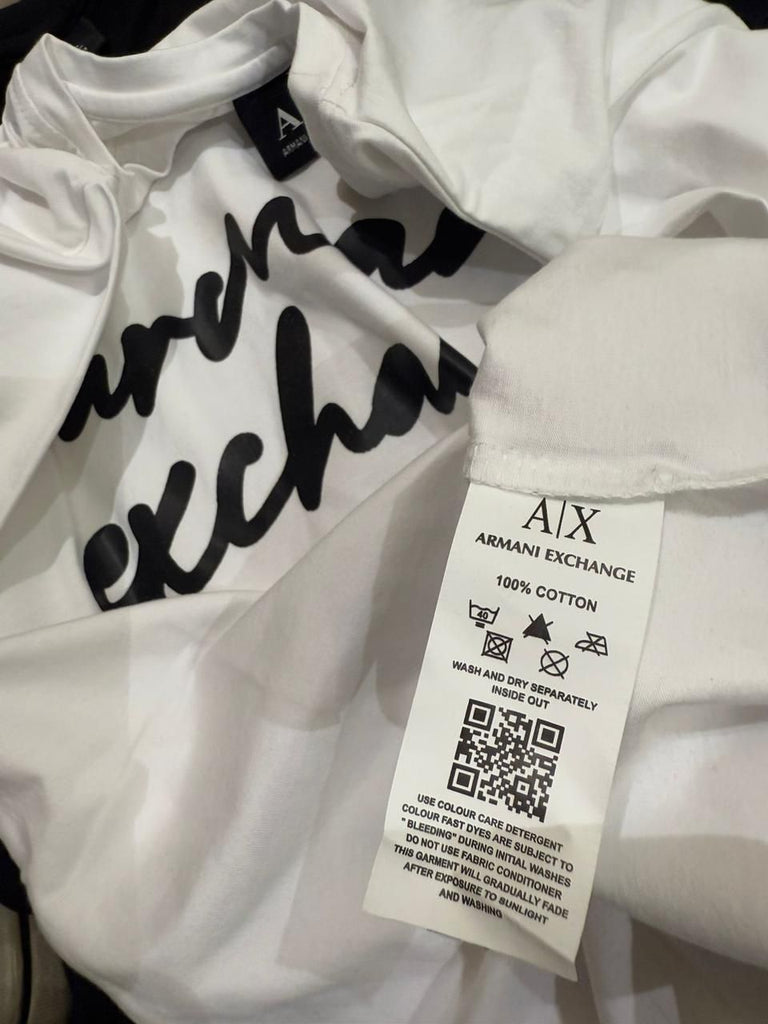 A
exchan
A|X
ARMANI EXCHANGE
100% COTTON
40
WASH AND DRY SEPARATELY
INSIDE OUT
USE COLOUR CARE DETERGENT
COLOUR FAST DYES ARE SUBJECT TO
"BLEEDING" DURING INITIAL WASHES
DO NOT USE FABRIC CONDITIONER
THIS GARMENT WILL GRADUALLY FADE
AFTER EXPOSURE TO SUNLIGHT
AND WASHING